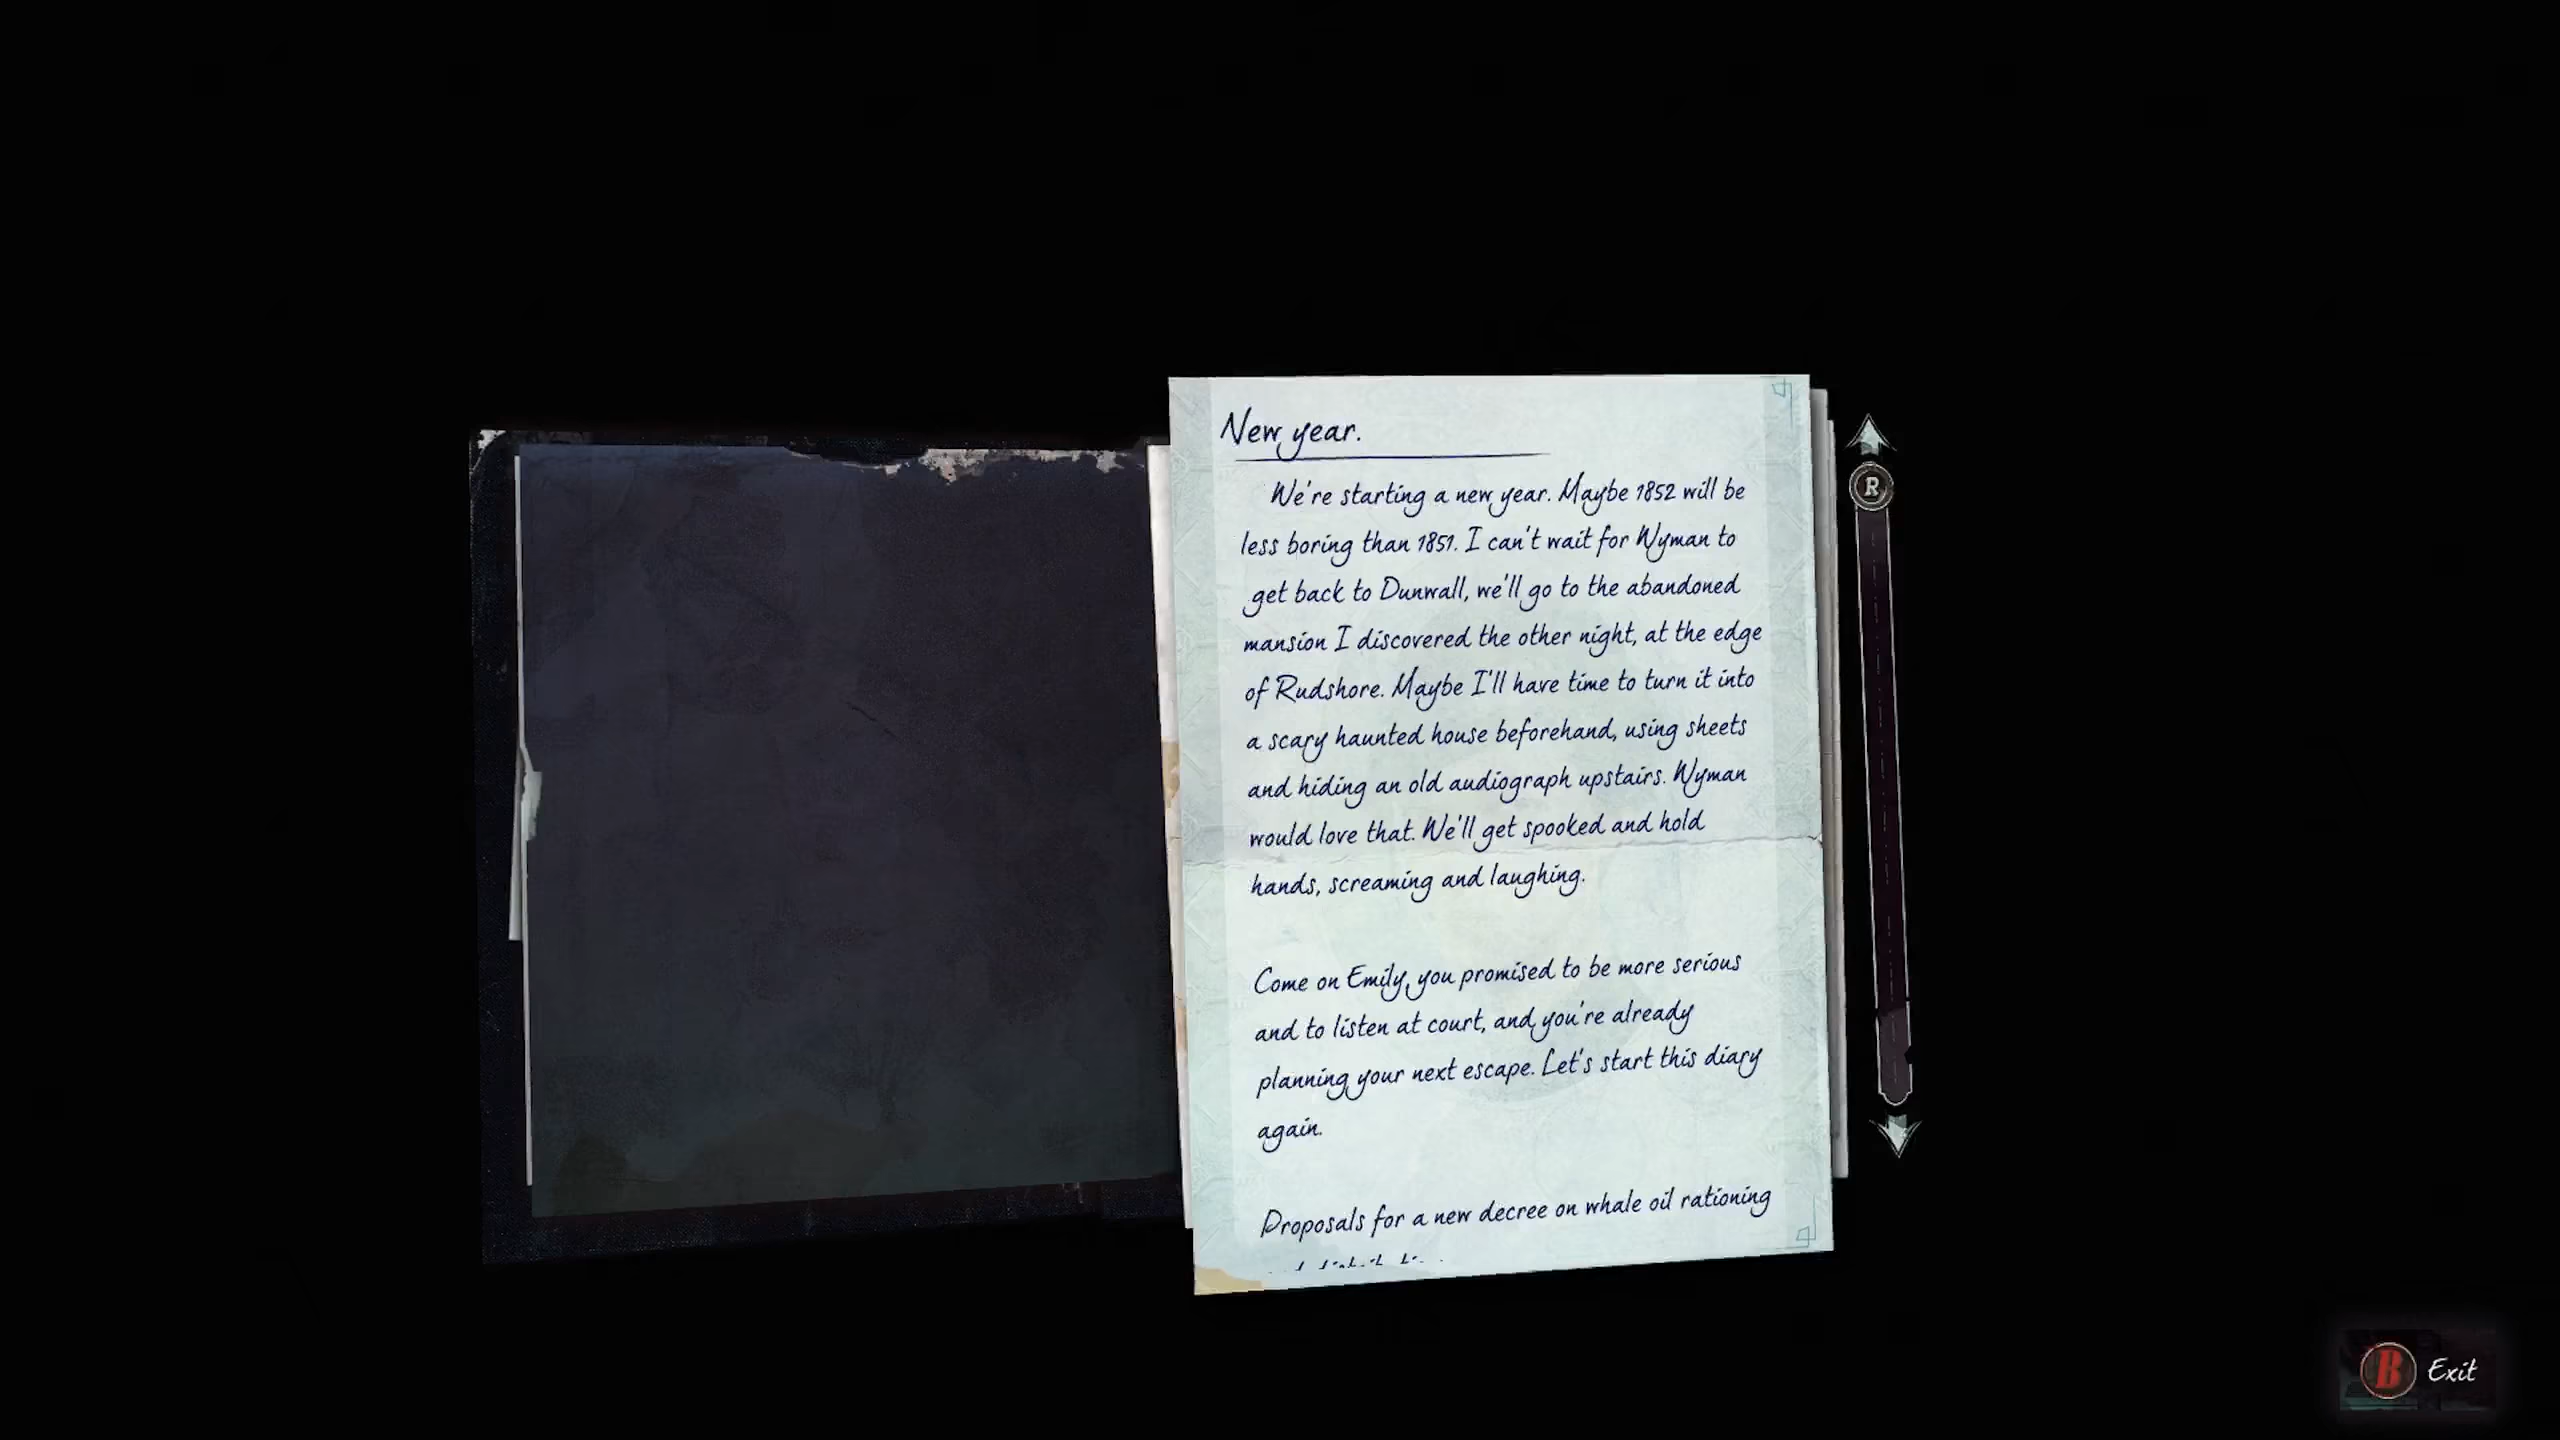 New year.
We're starting a new year. Maybe 1852 will be
less boring than 1851. I can't wait for Wyman to
get back to Dunwall, we'll go to the abandoned
mansion I discovered the other night, at the edge
of Rudshore. Maybe I'll have time to turn it into
a scary haunted house beforehand, using sheets
and hiding an old audiograph upstairs. Wyman
would love that. We'll get spooked and hold
hands, screaming and laughing.
Come on Emily, you promised to be more serious
and to listen at court, and you're already
planning your next escape. Let's start this diary
again.
Proposals for a new decree on whale oil rationing
R
B Exit